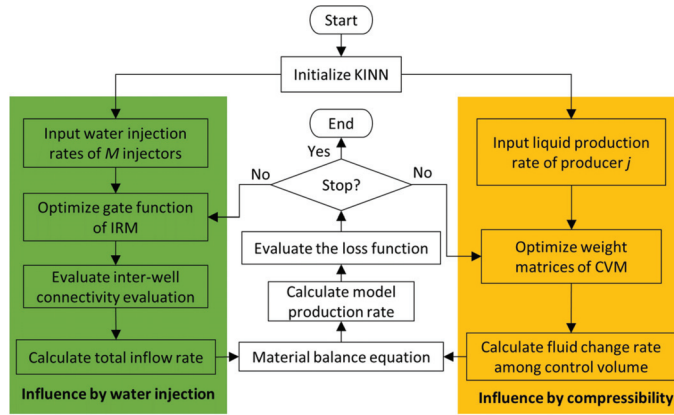 Start
Initialize KINN
Input water injection
rates of M injectors
Optimize gate function
of IRM
Evaluate inter-well
connectivity evaluation
Calculate total inflow rate
Influence by water injection
End
Yes
No
Stop?
No
Evaluate the loss function
Calculate model
production rate
Material balance equation
Input liquid production
rate of producer j
Optimize weight
matrices of CVM
Calculate fluid change rate
among control volume
Influence by compressibility